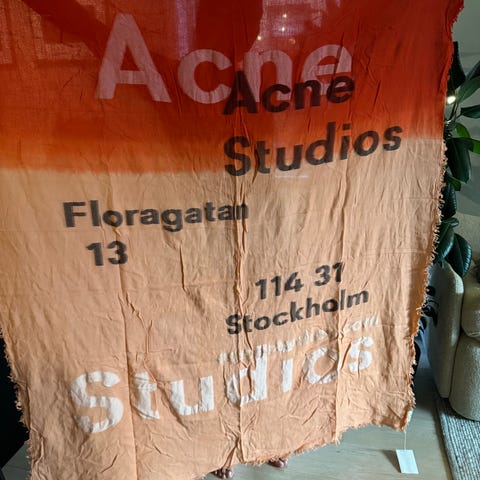 Acne
Acne
Studios
Floragatan
13
114 31
Stockholm
Studios